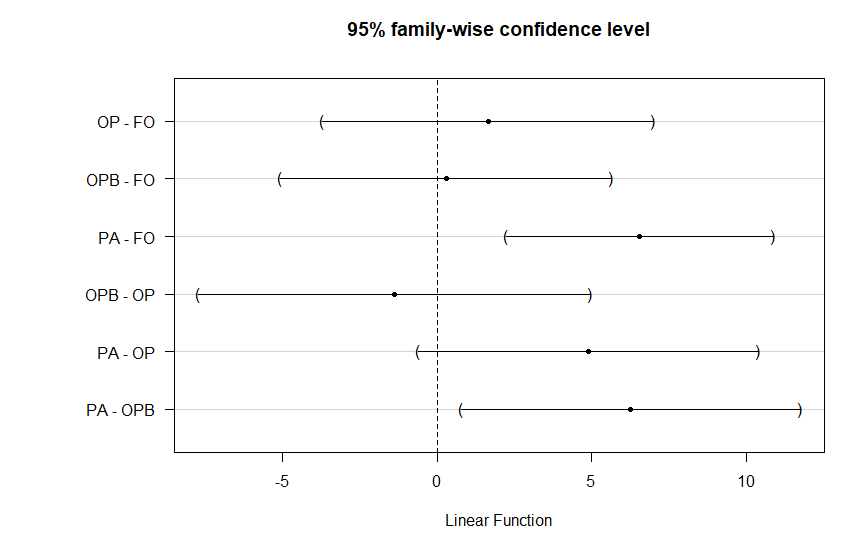 95% family-wise confidence level
OP - FO
OPB - FO
PA - FO
OPB - OP
PA - OP
PA - OPB
-5 0 5 10
Linear Function